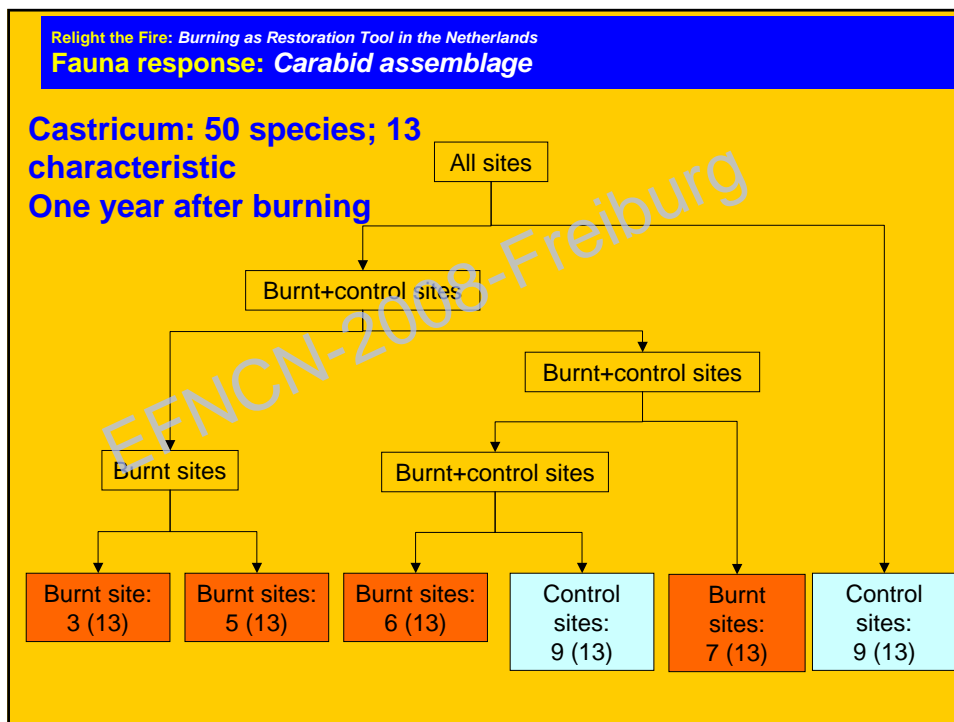 Relight the Fire: Burning as Restoration Tool in the Netherlands
Fauna response: Carabid assemblage
Castricum: 50 species; 13
characteristic
One year after burning
All sites
Burnt+control sites
Burnt+control sites
Burnt sites
Burnt+control sites
Burnt site:
3 (13)
Burnt sites:
5 (13)
Burnt sites:
6 (13)
Control
sites:
9 (13)
Burnt
sites:
7 (13)
Control
sites:
9 (13)
EFNCN-2008-Freiburg